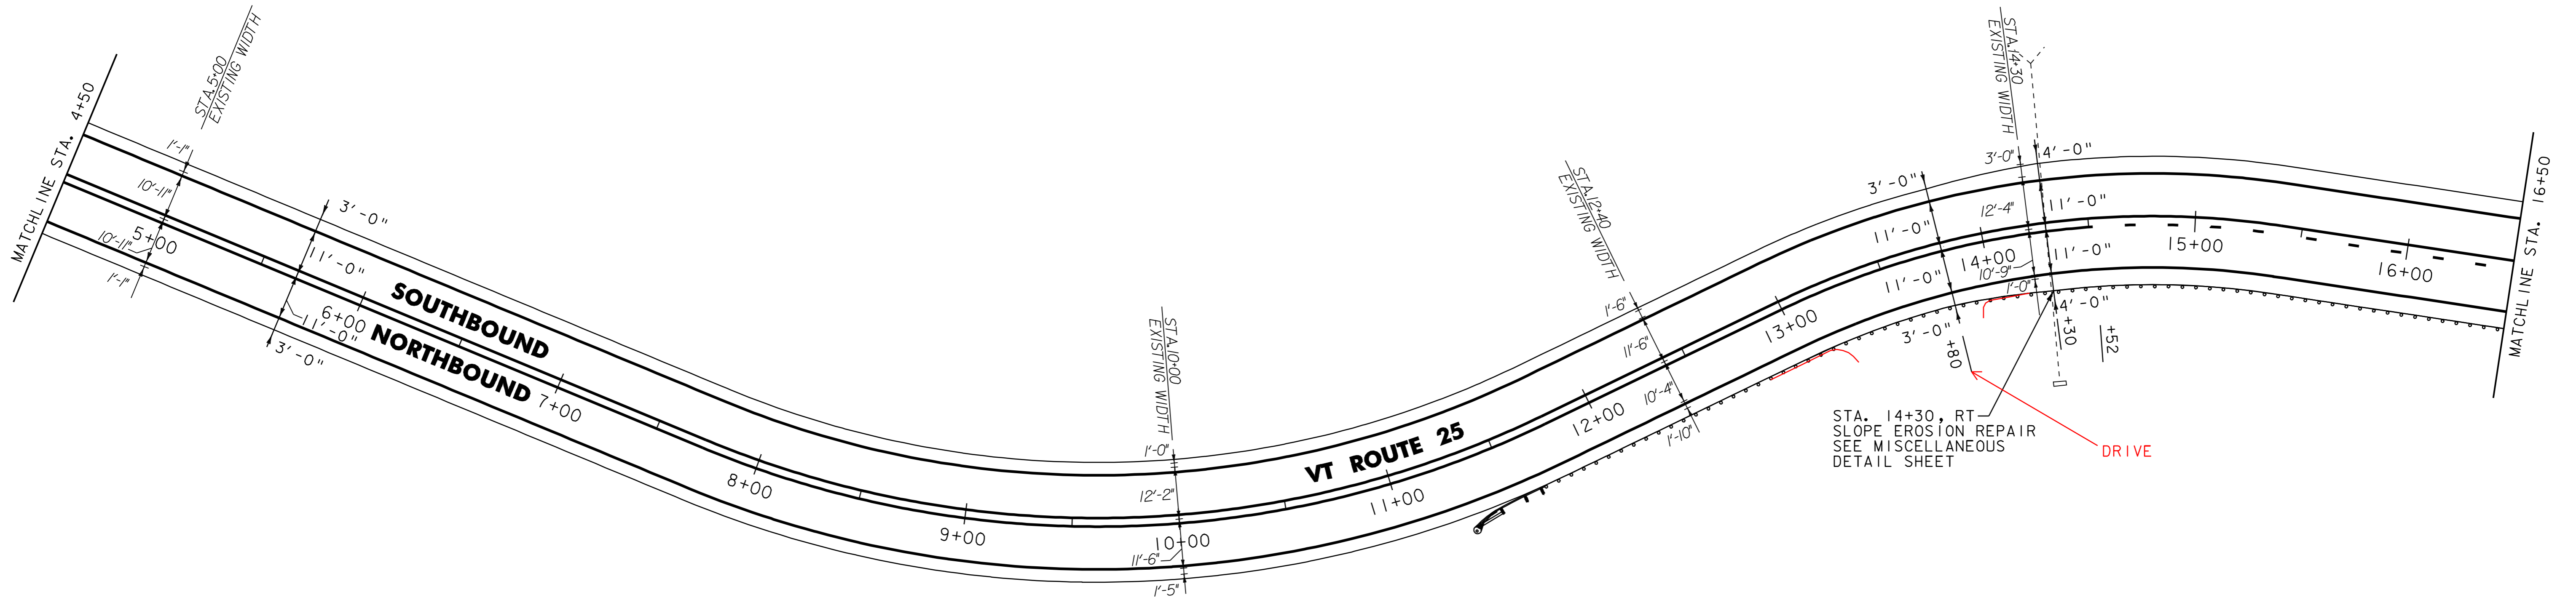 MATCHLINE STA. 4+50
STA.5+00
EXISTING WIDTH
1'-1"
10'-11"
10'-11"
1'-1"
5+00
3'-0"
11'-0"
11'-0"
3'-0"
6+00
SOUTHBOUND
NORTHBOUND
7+00
8+00
9+00
STA.10+00
EXISTING WIDTH
1'-0"
12'-2"
10+00
11'-6"
1'-5"
VT ROUTE 25
11+00
STA.12+40
EXISTING WIDTH
1'-6"
11'-6"
10'-4"
1'-10"
12+00
13+00
3'-0"
11'-0"
11'-0"
3'-0"
+80
14+00
STA.14+30
EXISTING WIDTH
3'-0"
12'-4"
10'-9"
1'-0"
4'-0"
11'-0"
11'-0"
4'-0"
+30
+52
STA. 14+30, RT
SLOPE EROSION REPAIR
SEE MISCELLANEOUS
DETAIL SHEET
DRIVE
15+00
16+00
MATCHLINE STA. 16+50